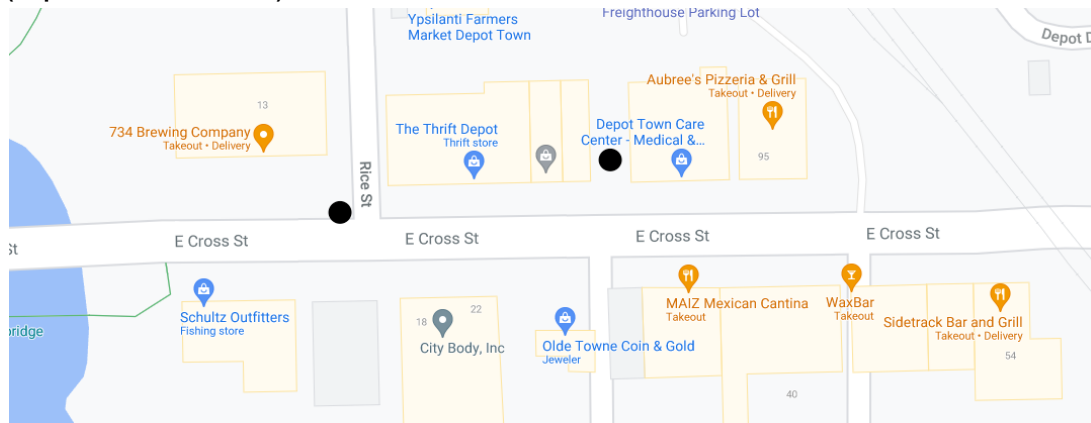 Ypsilanti Farmers
Market Depot Town
Freighthouse Parking Lot
Depot D
Aubree's Pizzeria & Grill
Takeout • Delivery
13
734 Brewing Company
Takeout • Delivery
The Thrift Depot
Thrift store
Depot Town Care
Center - Medical &...
95
Rice St
St
E Cross St
E Cross St
E Cross St
E Cross St
Schultz Outfitters
Fishing store
bridge
18
22
City Body, Inc
Olde Towne Coin & Gold
Jeweler
MAIZ Mexican Cantina
Takeout
WaxBar
Takeout
Sidetrack Bar and Grill
Takeout • Delivery
54
40